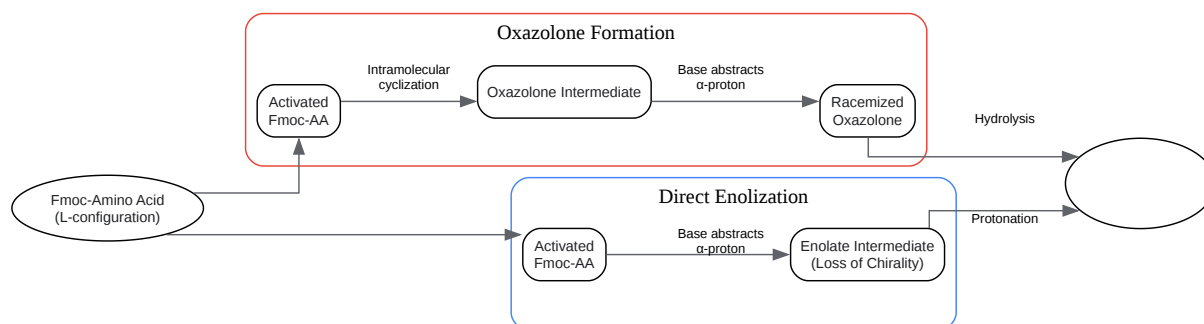 Oxazolone Formation
Intramolecular
cyclization
Base abstracts
α-proton
Activated
Fmoc-AA
Oxazolone Intermediate
Racemized
Oxazolone
Hydrolysis
Fmoc-Amino Acid
(L-configuration)
Direct Enolization
Base abstracts
α-proton
Activated
Fmoc-AA
Enolate Intermediate
(Loss of Chirality)
Protonation